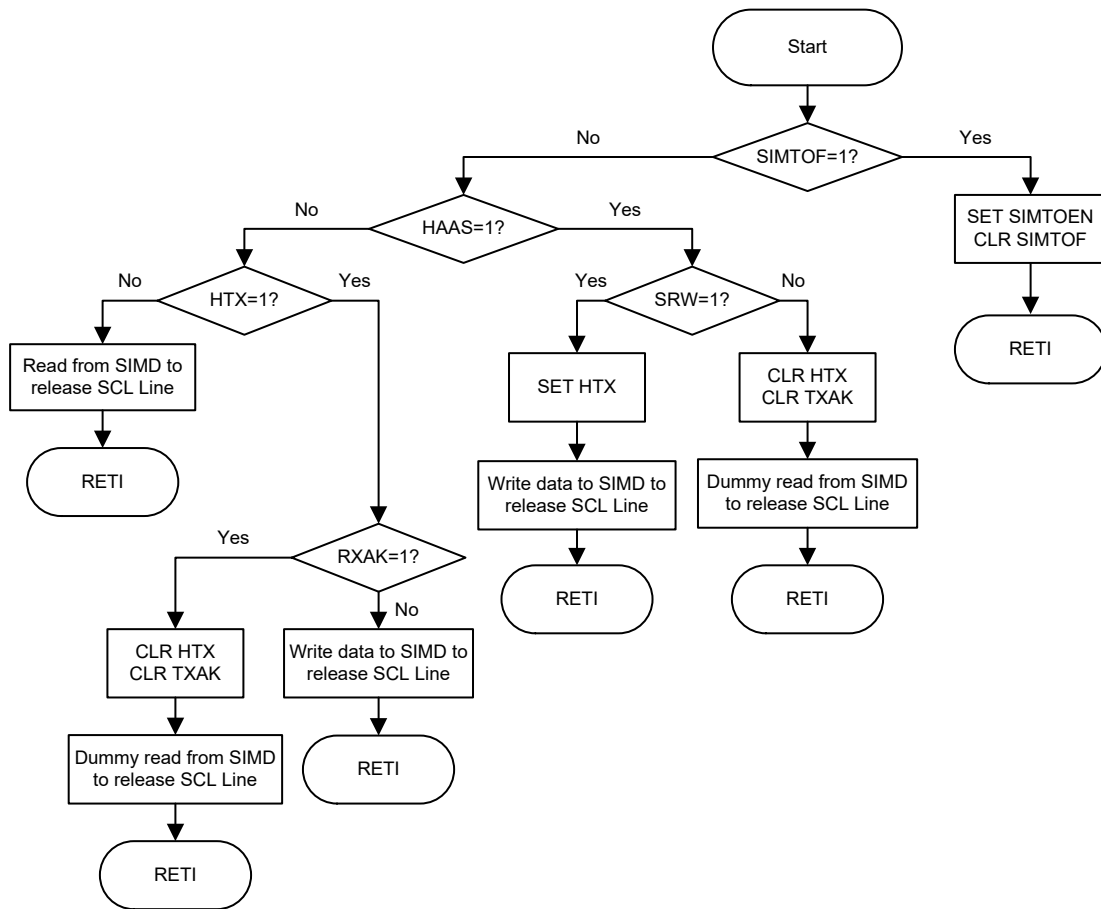 Start
No
SIMTOF=1?
Yes
No
HAAS=1?
Yes
SET SIMTOEN
CLR SIMTOF
No
HTX=1?
Yes
Yes
SRW=1?
No
RETI
Read from SIMD to
release SCL Line
SET HTX
CLR HTX
CLR TXAK
RETI
Write data to SIMD to
release SCL Line
Dummy read from SIMD
to release SCL Line
Yes
RXAK=1?
No
RETI
RETI
CLR HTX
CLR TXAK
Write data to SIMD to
release SCL Line
Dummy read from SIMD
to release SCL Line
RETI
RETI